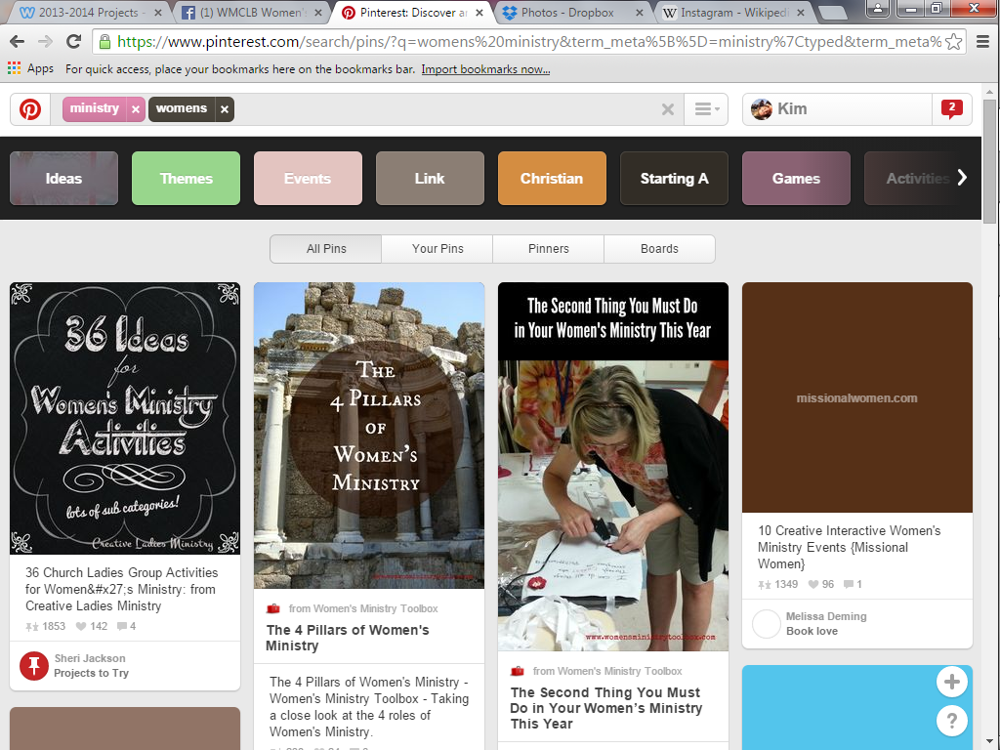 2013-2014 Projects -
(1) WMCLB Women's
Pinterest: Discover a
Photos - Dropbox
Instagram - Wikiped
https://www.pinterest.com/search/pins/?q=womens%20ministry&term_meta%5B%5D=ministry%7Ctyped&term_meta%
Apps For quick access, place your bookmarks here on the bookmarks bar. Import bookmarks now...
ministry × womens ×
Kim
2
Ideas
Themes
Events
Link
Christian
Starting A
Games
Activities
All Pins
Your Pins
Pinners
Boards
36 Ideas
for
Women's Ministry
Activities
lots of sub categories!
Creative Ladies Ministry
36 Church Ladies Group Activities
for Women&#x27;s Ministry: from
Creative Ladies Ministry
1853 142 4
Sheri Jackson
Projects to Try
The
4 Pillars
of
Women's
Ministry
www.womensministrytoolbox.com
from Women's Ministry Toolbox
The 4 Pillars of Women's
Ministry
The 4 Pillars of Women's Ministry -
Women's Ministry Toolbox - Taking
a close look at the 4 roles of
Women's Ministry.
The Second Thing You Must Do
in Your Women's Ministry This Year
www.womensministrytoolbox.com
from Women's Ministry Toolbox
The Second Thing You Must
Do in Your Women's Ministry
This Year
missionalwomen.com
10 Creative Interactive Women's
Ministry Events {Missional
Women}
1349 96 1
Melissa Deming
Book love